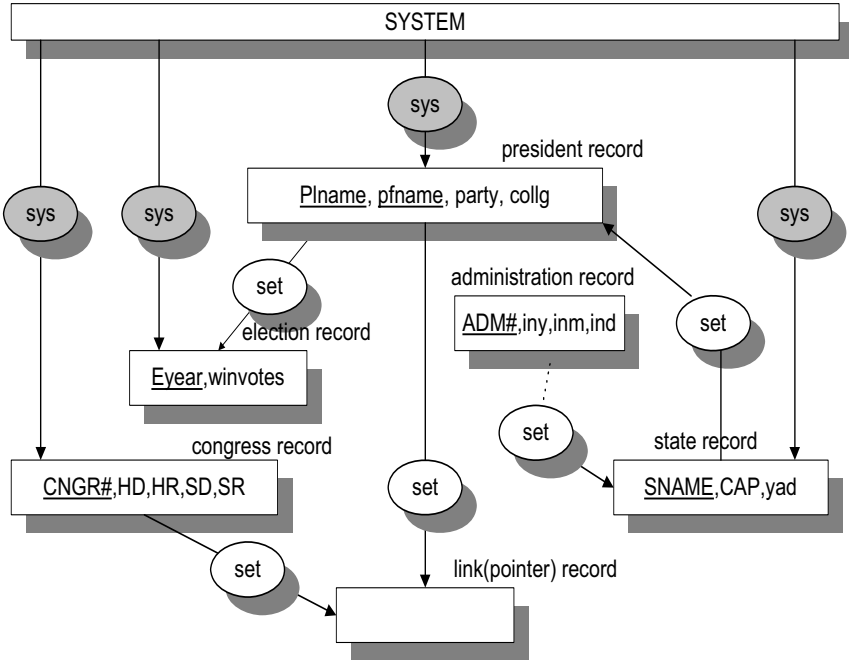 SYSTEM
sys
president record
Plname, pfname, party, collg
sys
sys
sys
set
administration record
election record
ADM#,iny,inm,ind
set
Eyear,winvotes
set
congress record
state record
CNGR#,HD,HR,SD,SR
set
SNAME,CAP,yad
set
link(pointer) record